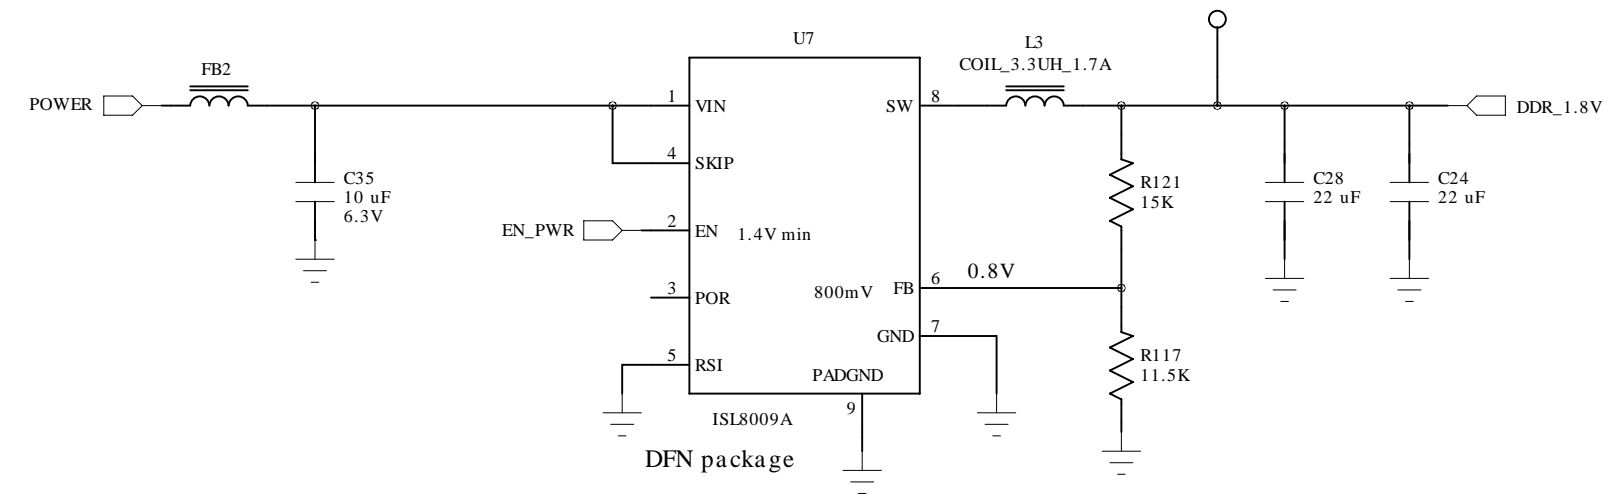 U7
L3
COIL_3.3UH_1.7A
FB2
POWER
1
VIN
SW
8
DDR_1.8V
4
SKIP
C35
10 uF
6.3V
R121
15K
C28
22 uF
C24
22 uF
EN_PWR
2
EN
1.4V min
3
POR
800mV
FB
6
0.8V
GND
7
5
RSI
PADGND
R117
11.5K
9
ISL8009A
DFN package